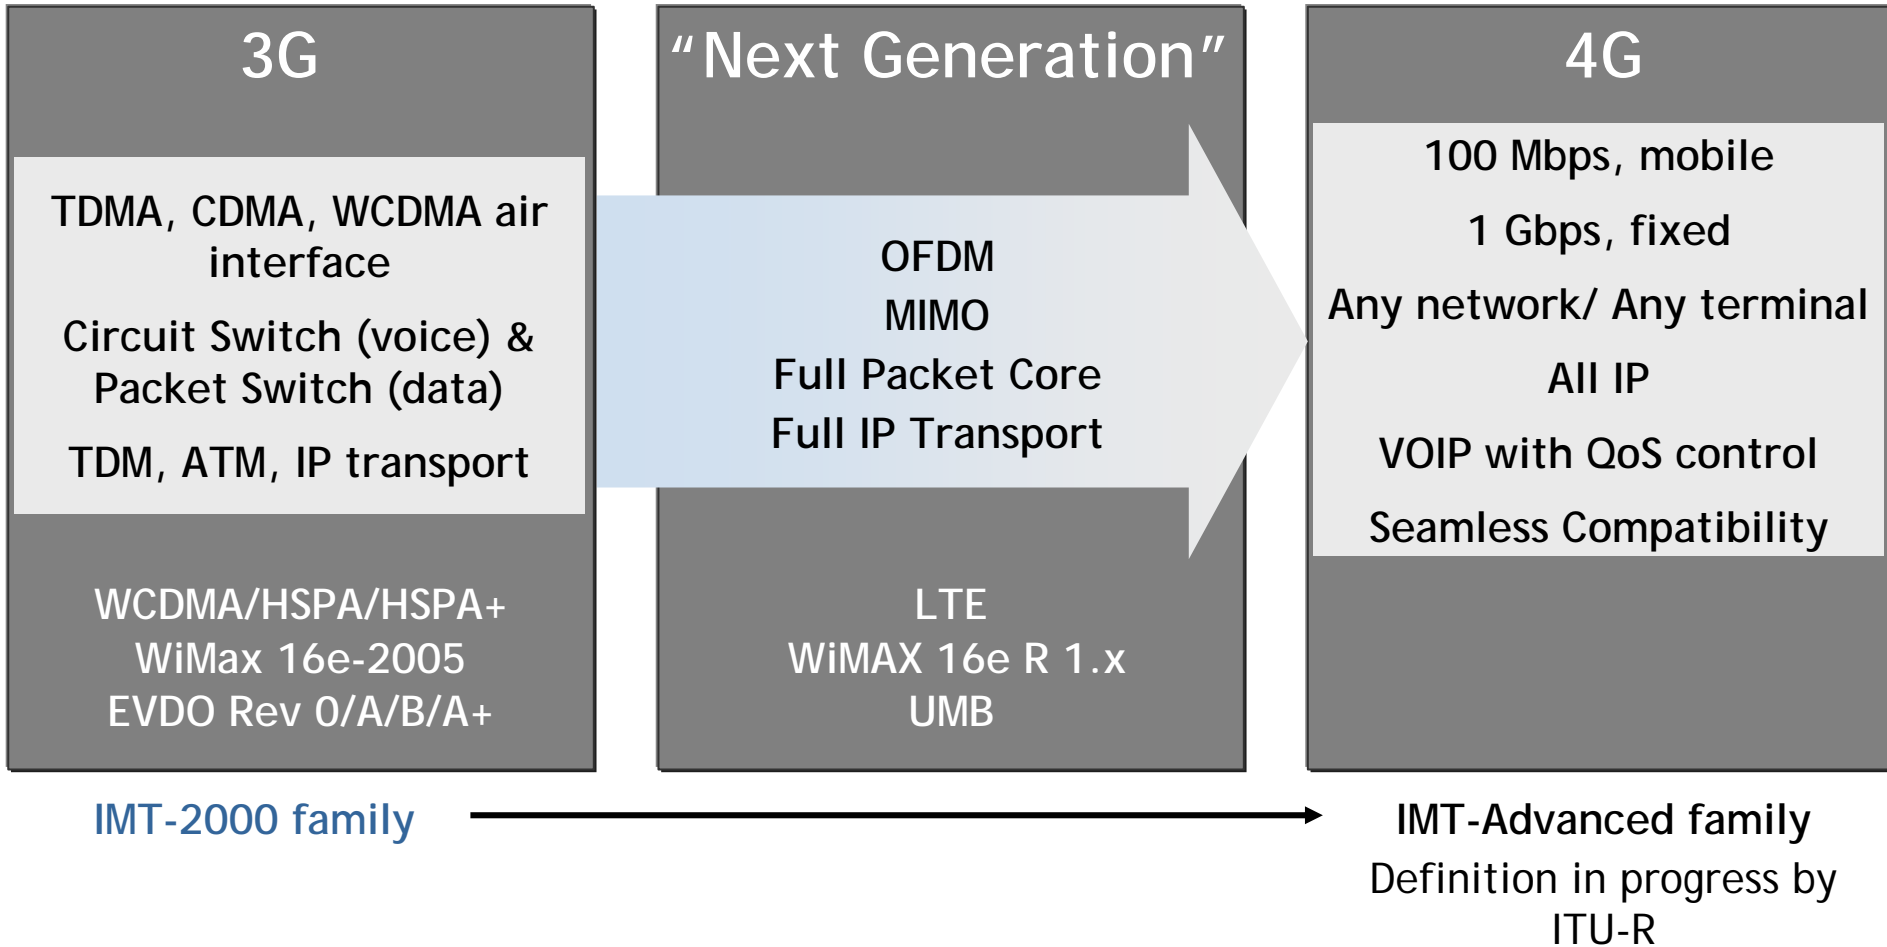 3G
TDMA, CDMA, WCDMA air
interface
Circuit Switch (voice) &
Packet Switch (data)
TDM, ATM, IP transport
WCDMA/HSPA/HSPA+
WiMax 16e-2005
EVDO Rev 0/A/B/A+
“Next Generation”
OFDM
MIMO
Full Packet Core
Full IP Transport
LTE
WiMAX 16e R 1.x
UMB
4G
100 Mbps, mobile
1 Gbps, fixed
Any network/ Any terminal
All IP
VOIP with QoS control
Seamless Compatibility
IMT-2000 family
IMT-Advanced family
Definition in progress by
ITU-R